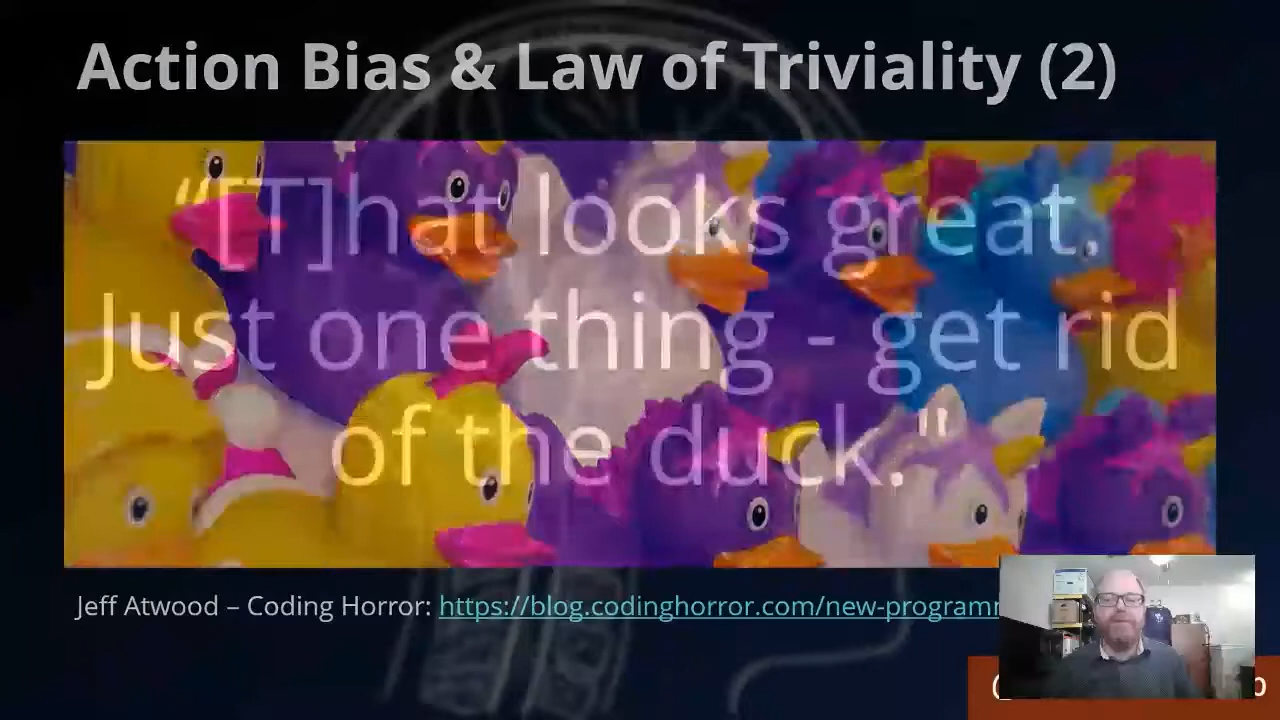 Action Bias & Law of Triviality (2)
“[T]hat looks great.
Just one thing - get rid
of the duck."
Jeff Atwood – Coding Horror: https://blog.codinghorror.com/new-programm